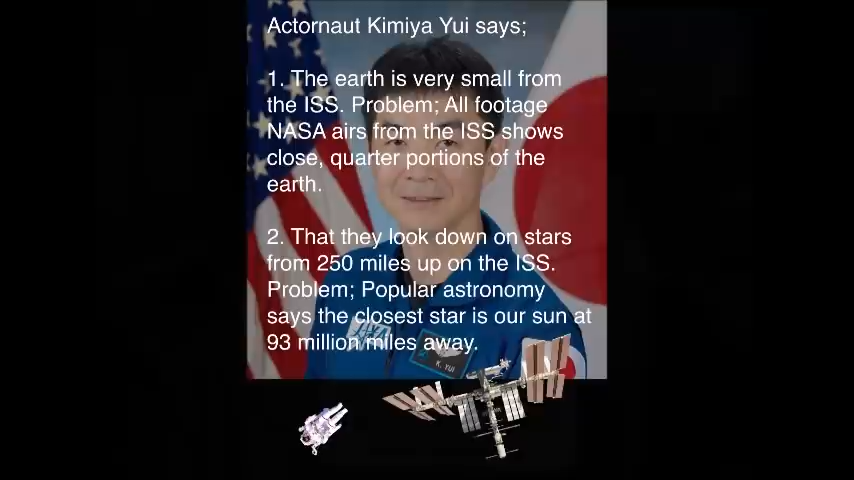 Actornaut Kimiya Yui says;
1. The earth is very small from
the ISS. Problem; All footage
NASA airs from the ISS shows
close, quarter portions of the
earth.
2. That they look down on stars
from 250 miles up on the ISS.
Problem; Popular astronomy
says the closest star is our sun at
93 million miles away.
K. YUI